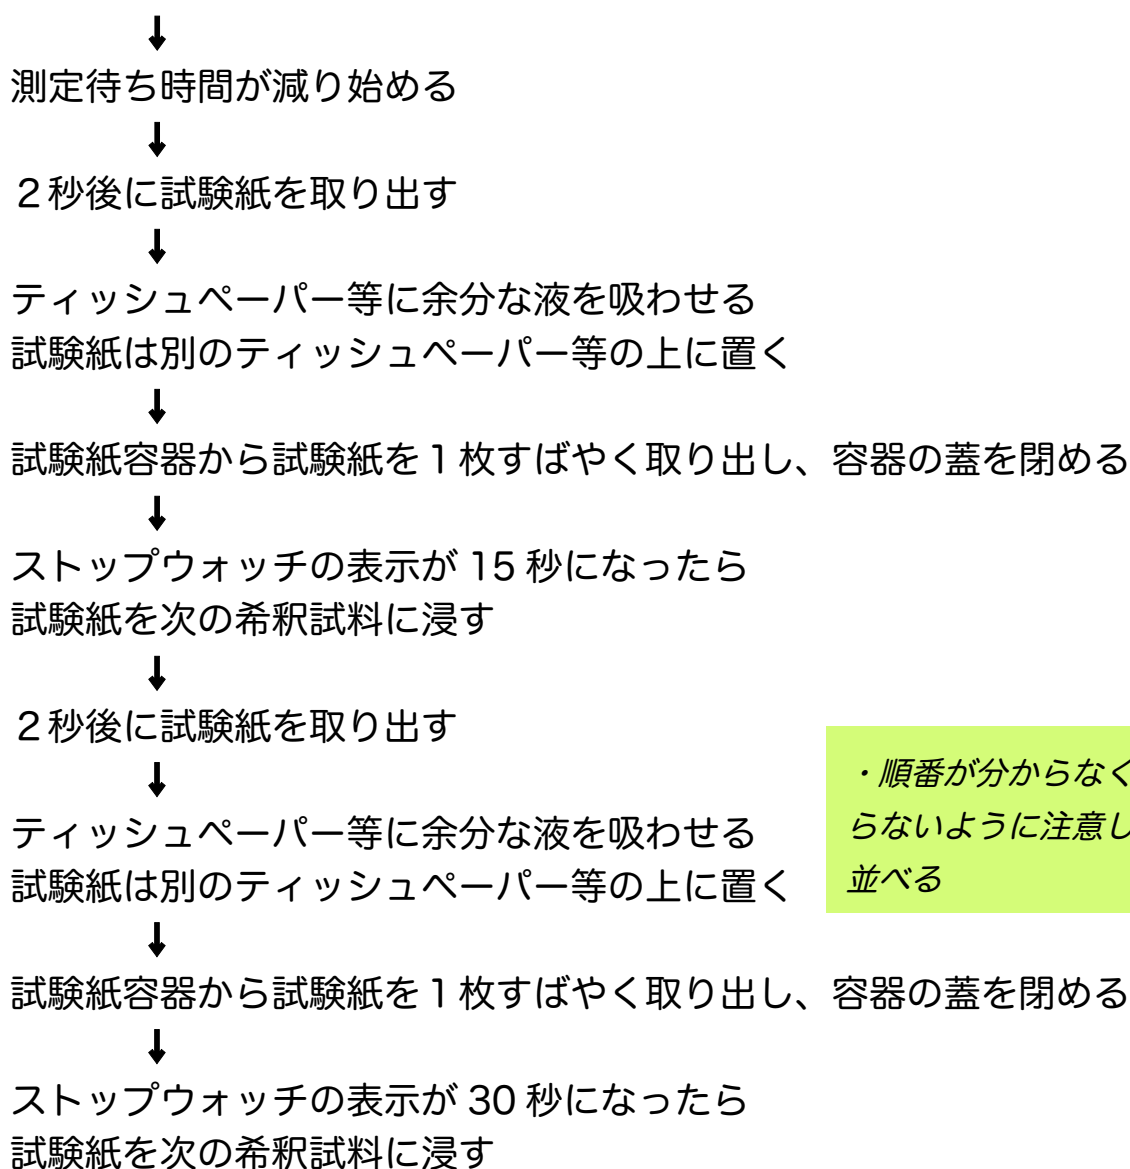 ↓
測定待ち時間が減り始める
↓
２秒後に試験紙を取り出す
↓
ティッシュペーパー等に余分な液を吸わせる
試験紙は別のティッシュペーパー等の上に置く
↓
試験紙容器から試験紙を１枚すばやく取り出し、容器の蓋を閉める
↓
ストップウォッチの表示が 15 秒になったら
試験紙を次の希釈試料に浸す
↓
２秒後に試験紙を取り出す
↓
ティッシュペーパー等に余分な液を吸わせる
試験紙は別のティッシュペーパー等の上に置く
・順番が分からなく
らないように注意し
並べる
↓
試験紙容器から試験紙を１枚すばやく取り出し、容器の蓋を閉める
↓
ストップウォッチの表示が 30 秒になったら
試験紙を次の希釈試料に浸す